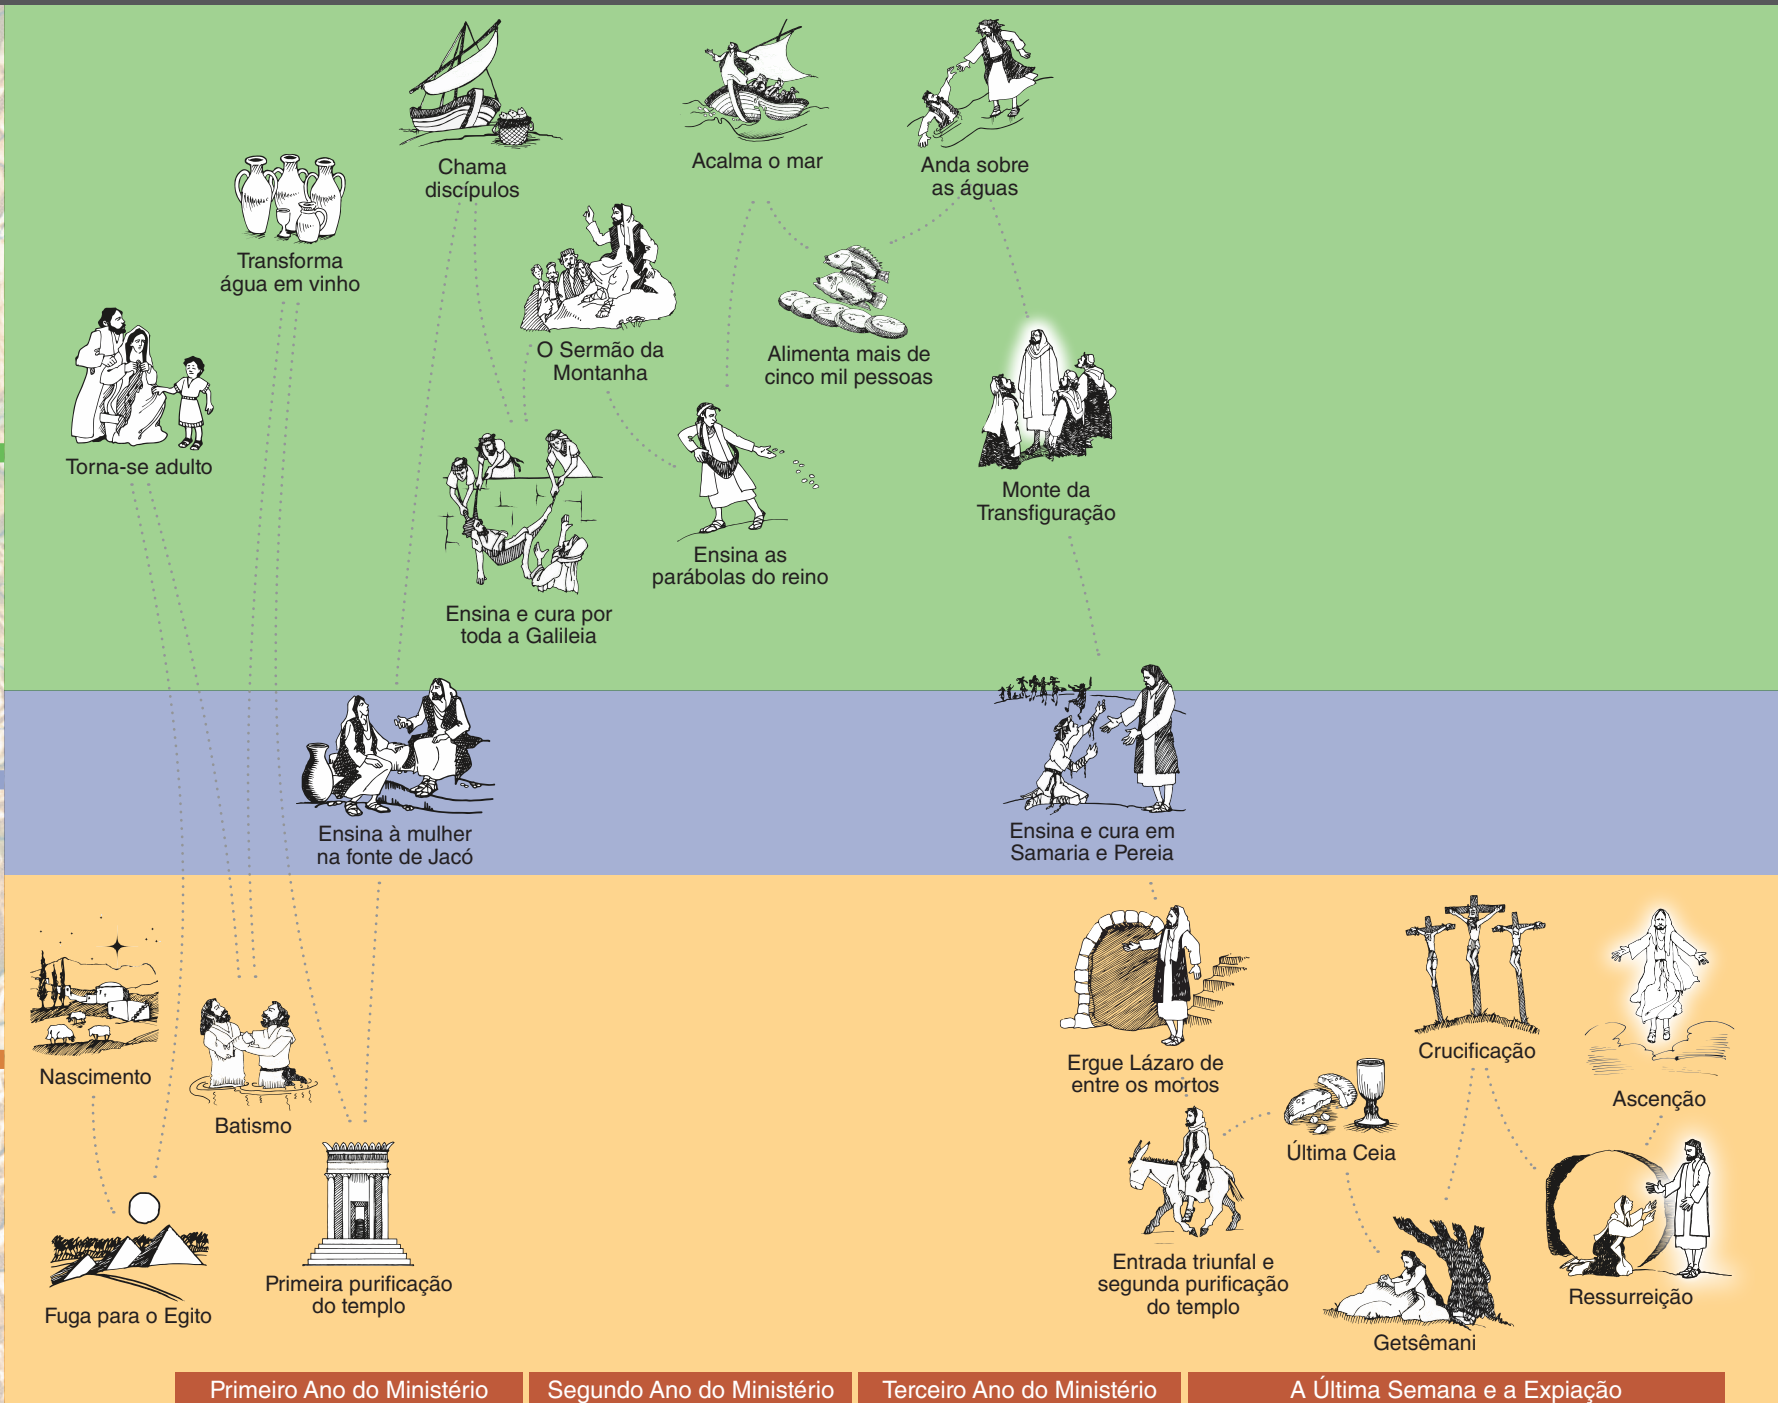 Chama
discípulos
Acalma o mar
Anda sobre
as águas
Transforma
água em vinho
O Sermão da
Montanha
Alimenta mais de
cinco mil pessoas
Torna-se adulto
Monte da
Transfiguração
Ensina as
parábolas do reino
Ensina e cura por
toda a Galileia
Ensina à mulher
na fonte de Jacó
Ensina e cura em
Samaria e Pereia
Nascimento
Batismo
Ergue Lázaro de
entre os mortos
Crucificação
Ascenção
Última Ceia
Fuga para o Egito
Primeira purificação
do templo
Entrada triunfal e
segunda purificação
do templo
Getsêmani
Ressurreição
Primeiro Ano do Ministério
Segundo Ano do Ministério
Terceiro Ano do Ministério
A Última Semana e a Expiação